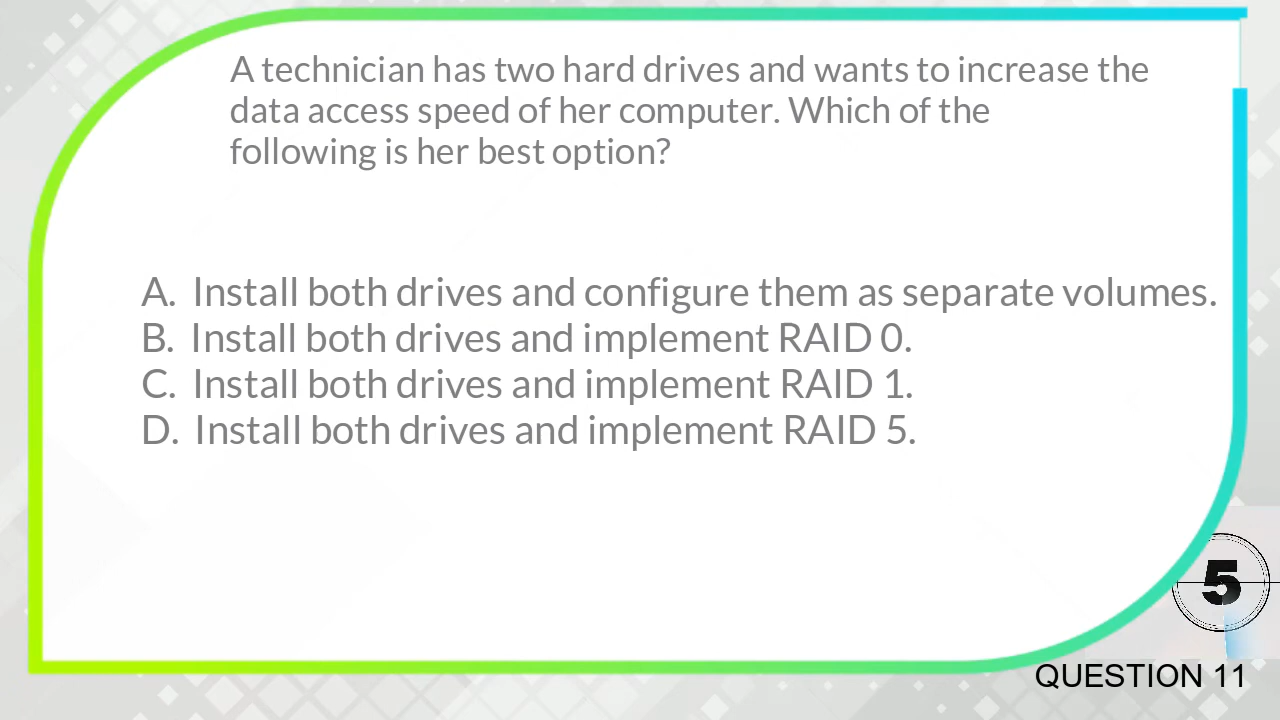 A technician has two hard drives and wants to increase the
data access speed of her computer. Which of the
following is her best option?
A. Install both drives and configure them as separate volumes.
B. Install both drives and implement RAID 0.
C. Install both drives and implement RAID 1.
D. Install both drives and implement RAID 5.
5
QUESTION 11